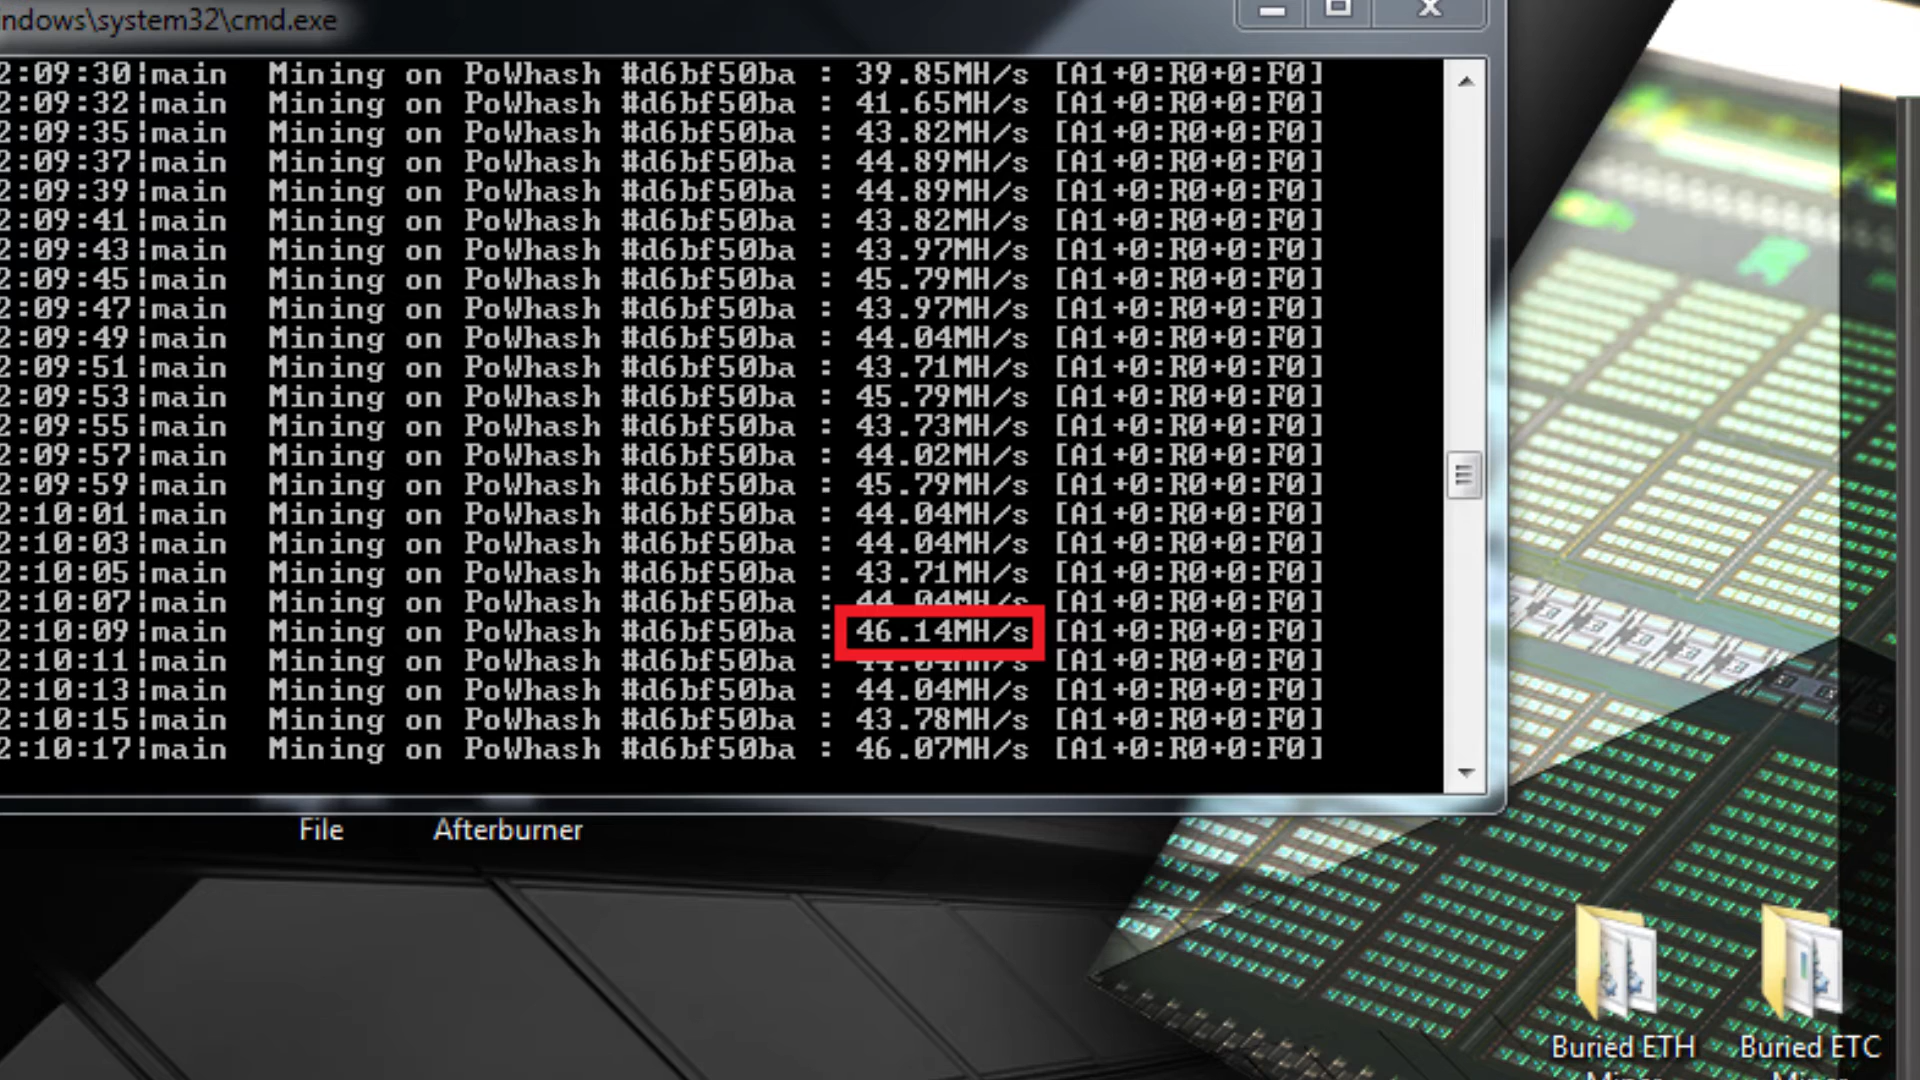 ndows\system32\cmd.exe
2:09:30|main Mining on PoWhash #d6bf50ba : 39.85MH/s [A1+0:R0+0:F0]
2:09:32|main Mining on PoWhash #d6bf50ba : 41.65MH/s [A1+0:R0+0:F0]
2:09:35|main Mining on PoWhash #d6bf50ba : 43.82MH/s [A1+0:R0+0:F0]
2:09:37|main Mining on PoWhash #d6bf50ba : 44.89MH/s [A1+0:R0+0:F0]
2:09:39|main Mining on PoWhash #d6bf50ba : 44.89MH/s [A1+0:R0+0:F0]
2:09:41|main Mining on PoWhash #d6bf50ba : 43.82MH/s [A1+0:R0+0:F0]
2:09:43|main Mining on PoWhash #d6bf50ba : 43.97MH/s [A1+0:R0+0:F0]
2:09:45|main Mining on PoWhash #d6bf50ba : 45.79MH/s [A1+0:R0+0:F0]
2:09:47|main Mining on PoWhash #d6bf50ba : 43.97MH/s [A1+0:R0+0:F0]
2:09:49|main Mining on PoWhash #d6bf50ba : 44.04MH/s [A1+0:R0+0:F0]
2:09:51|main Mining on PoWhash #d6bf50ba : 43.71MH/s [A1+0:R0+0:F0]
2:09:53|main Mining on PoWhash #d6bf50ba : 45.79MH/s [A1+0:R0+0:F0]
2:09:55|main Mining on PoWhash #d6bf50ba : 43.73MH/s [A1+0:R0+0:F0]
2:09:57|main Mining on PoWhash #d6bf50ba : 44.02MH/s [A1+0:R0+0:F0]
2:09:59|main Mining on PoWhash #d6bf50ba : 45.79MH/s [A1+0:R0+0:F0]
2:10:01|main Mining on PoWhash #d6bf50ba : 44.04MH/s [A1+0:R0+0:F0]
2:10:03|main Mining on PoWhash #d6bf50ba : 44.04MH/s [A1+0:R0+0:F0]
2:10:05|main Mining on PoWhash #d6bf50ba : 43.71MH/s [A1+0:R0+0:F0]
2:10:07|main Mining on PoWhash #d6bf50ba : 44.04MH/s [A1+0:R0+0:F0]
2:10:09|main Mining on PoWhash #d6bf50ba : 46.14MH/s [A1+0:R0+0:F0]
2:10:11|main Mining on PoWhash #d6bf50ba : 44.04MH/s [A1+0:R0+0:F0]
2:10:13|main Mining on PoWhash #d6bf50ba : 44.04MH/s [A1+0:R0+0:F0]
2:10:15|main Mining on PoWhash #d6bf50ba : 43.78MH/s [A1+0:R0+0:F0]
2:10:17|main Mining on PoWhash #d6bf50ba : 46.07MH/s [A1+0:R0+0:F0]
File Afterburner
Buried ETH Buried ETC